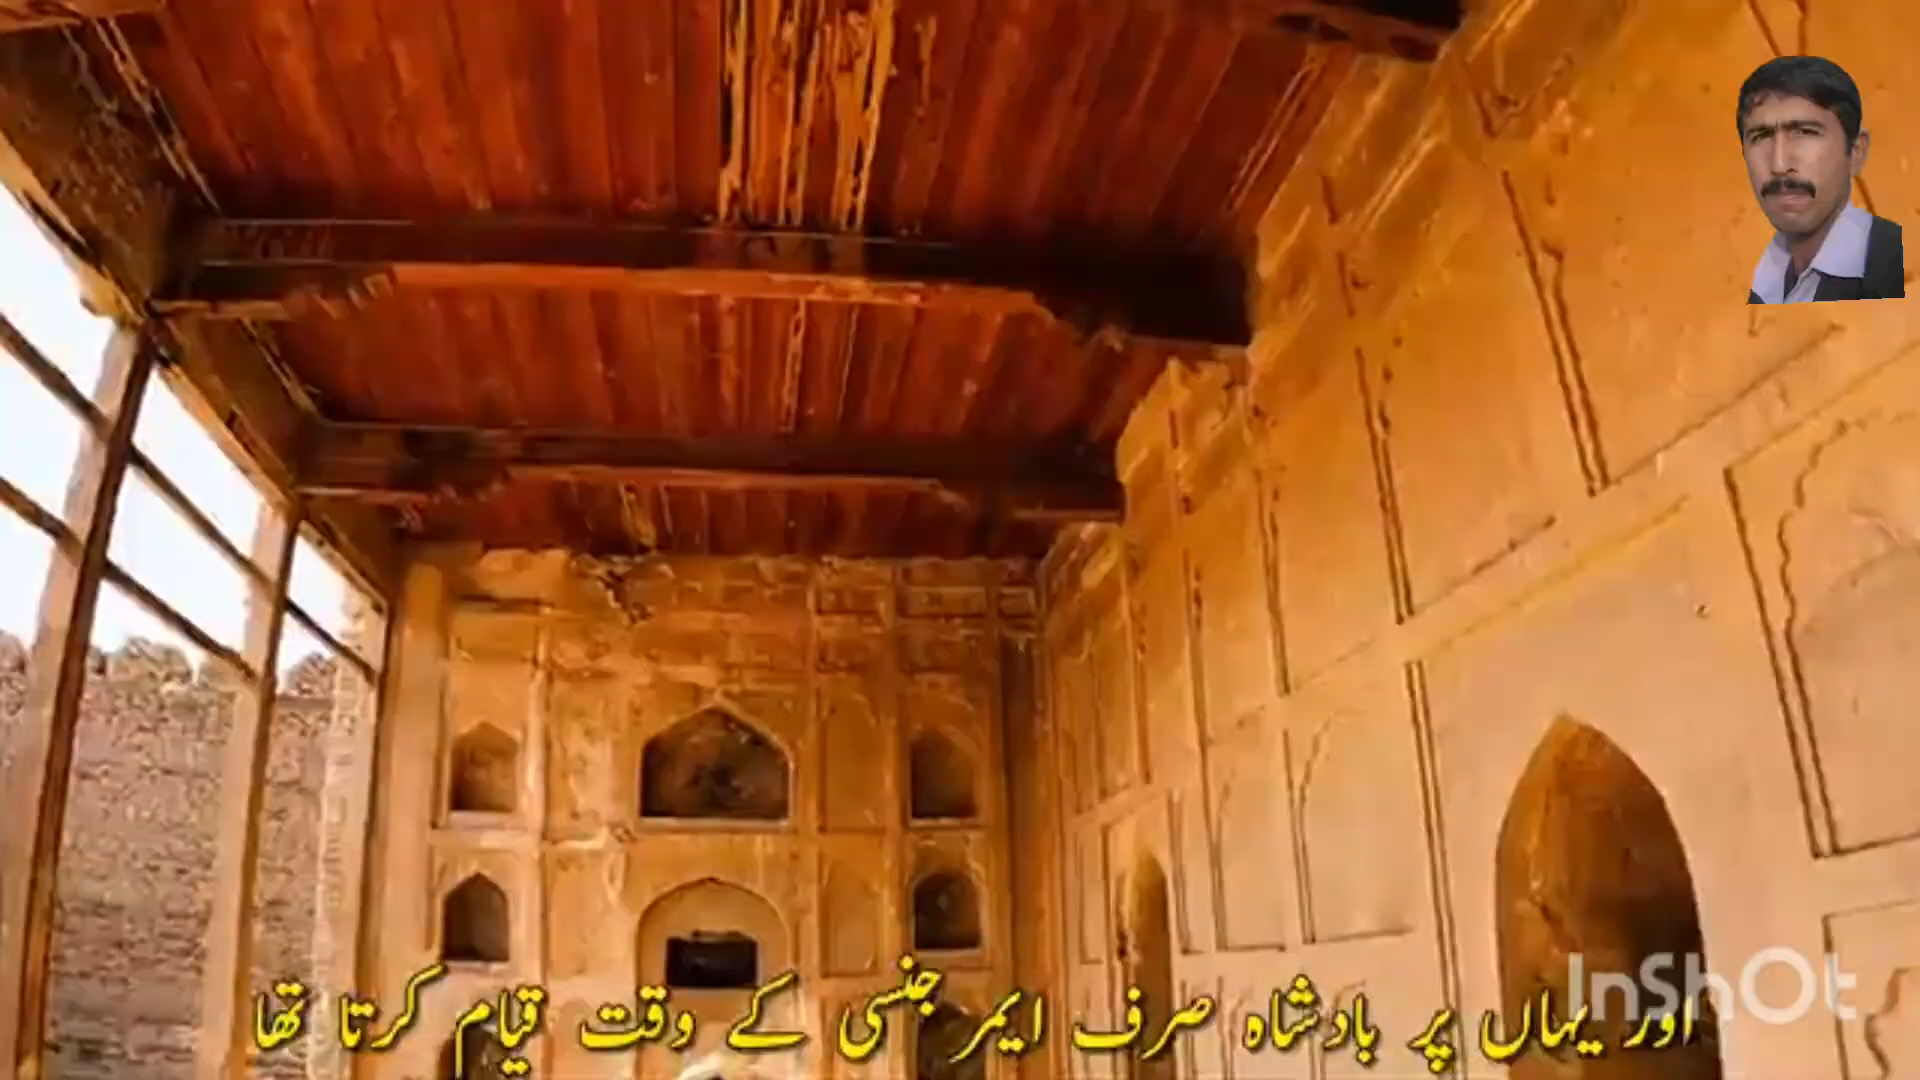 اور یہاں پر بادشاہ صرف ایمرجنسی کے وقت قیام کرتا تھا
InShOt